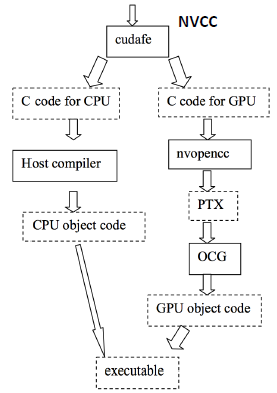 NVCC
cudafe
C code for CPU
C code for GPU
Host compiler
nvopencc
PTX
CPU object code
OCG
GPU object code
executable